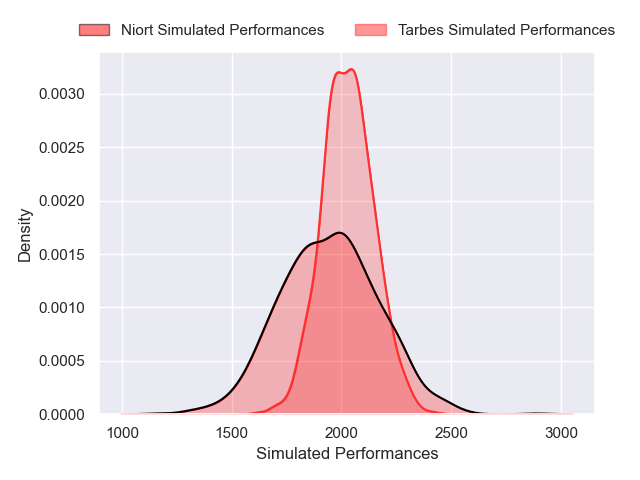 Niort Simulated Performances Tarbes Simulated Performances
0.0030
0.0025
0.0020
0.0015
0.0010
0.0005
0.0000
Density
1000 1500 2000 2500 3000
Simulated Performances